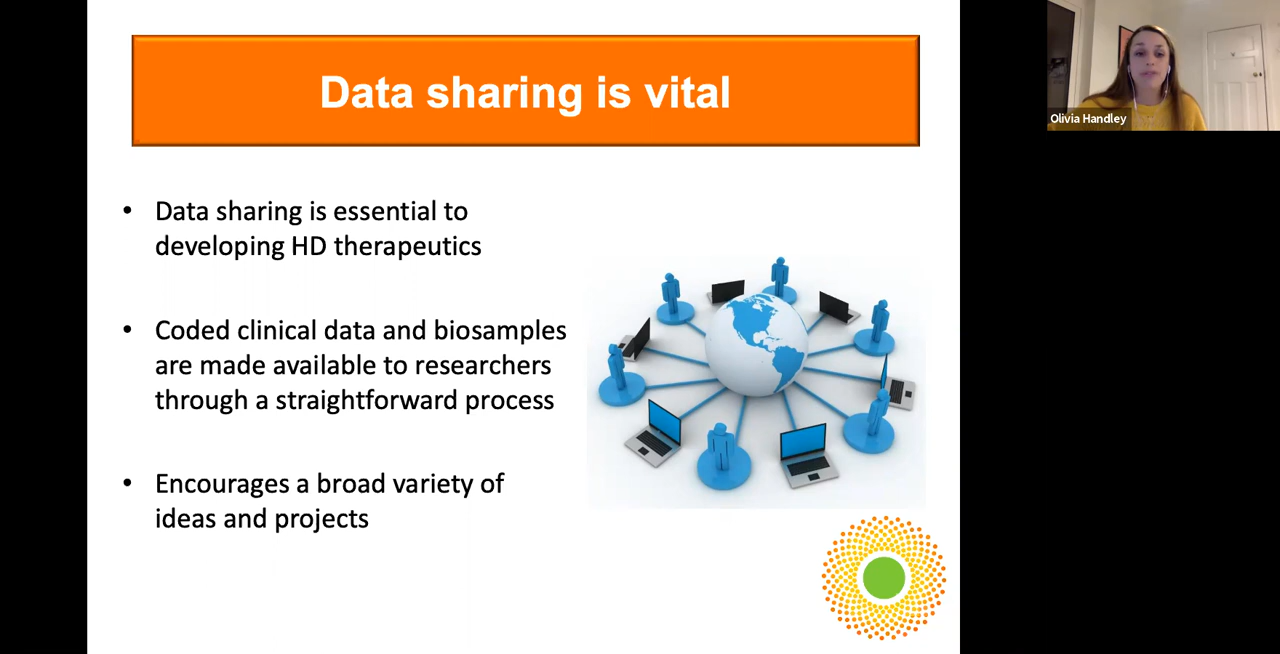 Data sharing is vital
Olivia Handley
• Data sharing is essential to
developing HD therapeutics
• Coded clinical data and biosamples
are made available to researchers
through a straightforward process
• Encourages a broad variety of
ideas and projects